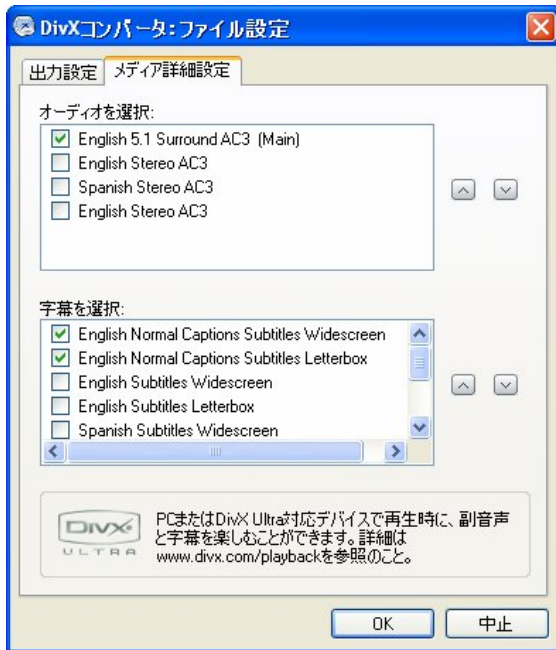 DivXコンバータ:ファイル設定
出力設定 メディア詳細設定
オーディオを選択:
English 5.1 Surround AC3 (Main)
English Stereo AC3
Spanish Stereo AC3
English Stereo AC3
字幕を選択:
English Normal Captions Subtitles Widescreen
English Normal Captions Subtitles Letterbox
English Subtitles Widescreen
English Subtitles Letterbox
Spanish Subtitles Widescreen
DIVX
ULTRA
PCまたはDivX Ultra対応デバイスで再生時に、副音声
と字幕を楽しむことができます。詳細は
www.divx.com/playbackを参照のこと。
OK 中止